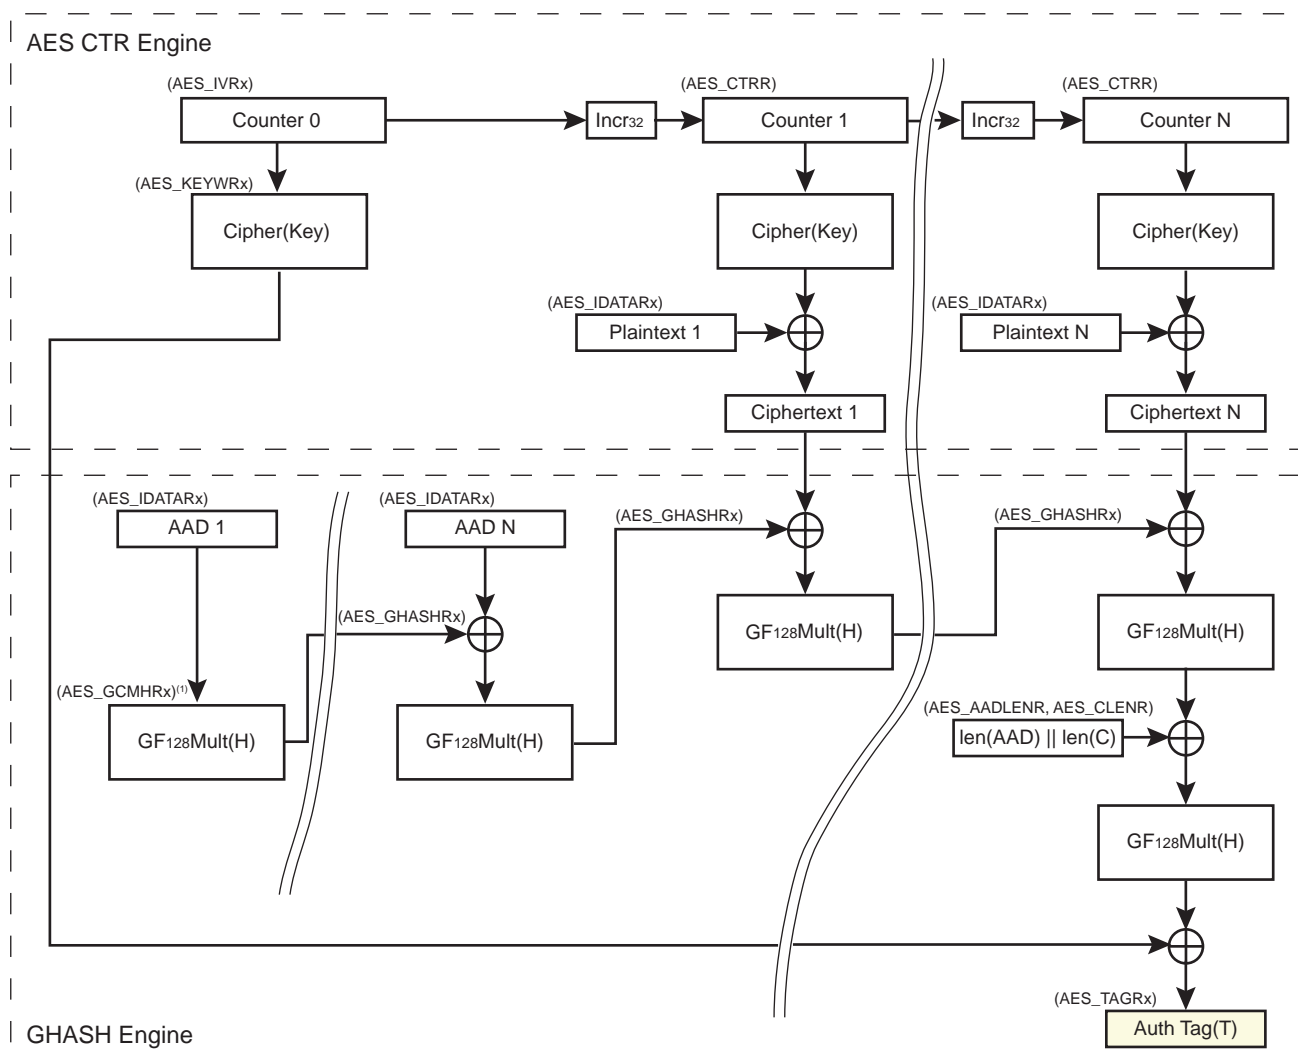 AES CTR Engine
(AES_IVRx)
(AES_CTRR)
(AES_CTRR)
Counter 0
Incr32
Counter 1
Incr32
Counter N
(AES_KEYWRx)
Cipher(Key)
Cipher(Key)
Cipher(Key)
(AES_IDATARx)
(AES_IDATARx)
Plaintext 1
Plaintext N
Ciphertext 1
Ciphertext N
(AES_IDATARx)
(AES_IDATARx)
AAD 1
AAD N
(AES_GHASHRx)
(AES_GHASHRx)
(AES_GHASHRx)
GF128Mult(H)
GF128Mult(H)
(AES_GCMHRx)(1)
GF128Mult(H)
GF128Mult(H)
(AES_AADLENR, AES_CLENR)
len(AAD) || len(C)
GF128Mult(H)
(AES_TAGRx)
Auth Tag(T)
GHASH Engine